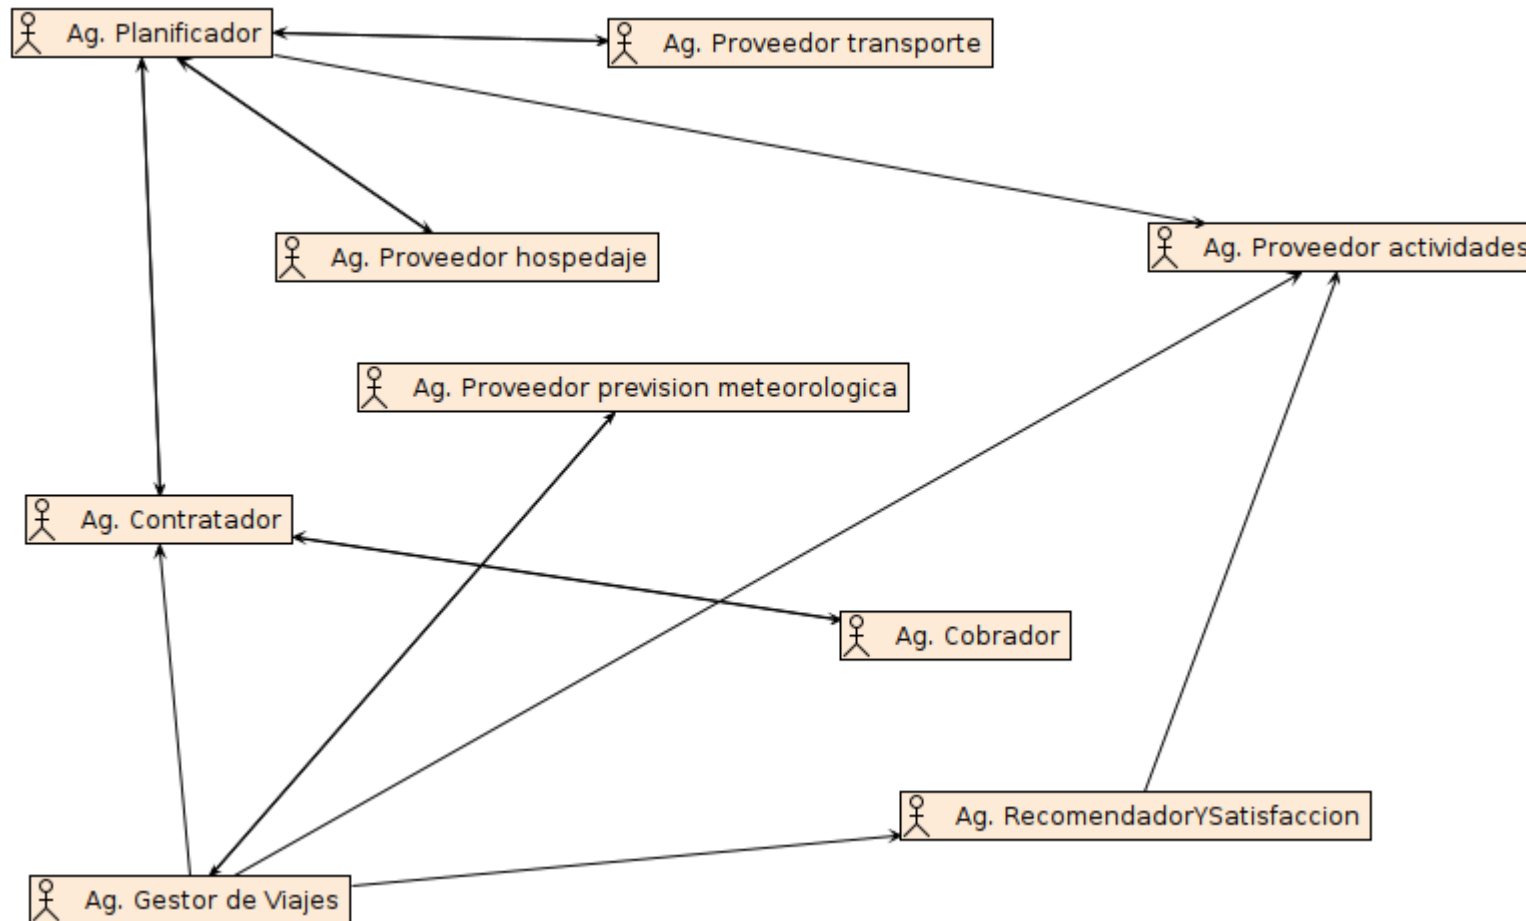 Ag. Planificador
Ag. Proveedor transporte
Ag. Proveedor actividades
Ag. Proveedor hospedaje
Ag. Proveedor prevision meteorologica
Ag. Contratador
Ag. Cobrador
Ag. RecomendadorYSatisfaccion
Ag. Gestor de Viajes